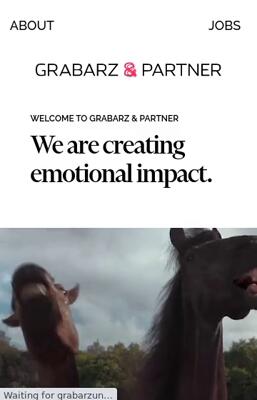 ABOUT
JOBS
GRABARZ & PARTNER
WELCOME TO GRABARZ & PARTNER
We are creating
emotional impact.
Waiting for grabarzun...